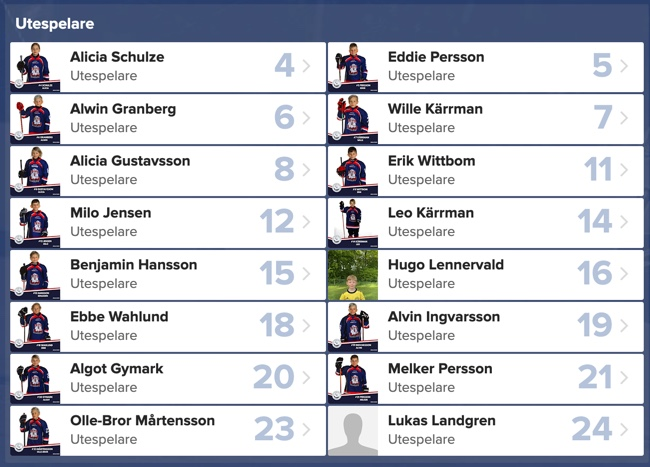 Utespelare
Alicia Schulze
Utespelare
4
Eddie Persson
Utespelare
5
Alwin Granberg
Utespelare
6
Wille Kärrman
Utespelare
7
Alicia Gustavsson
Utespelare
8
Erik Wittbom
Utespelare
11
Milo Jensen
Utespelare
12
Leo Kärrman
Utespelare
14
Benjamin Hansson
Utespelare
15
Hugo Lennervald
Utespelare
16
Ebbe Wahlund
Utespelare
18
Alvin Ingvarsson
Utespelare
19
Algot Gymark
Utespelare
20
Melker Persson
Utespelare
21
Olle-Bror Mårtensson
Utespelare
23
Lukas Landgren
Utespelare
24